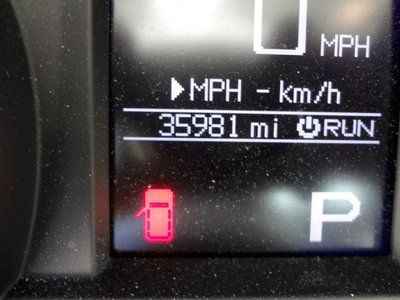 0 MPH
▶MPH - km/h
35981 mi ⏻RUN
P